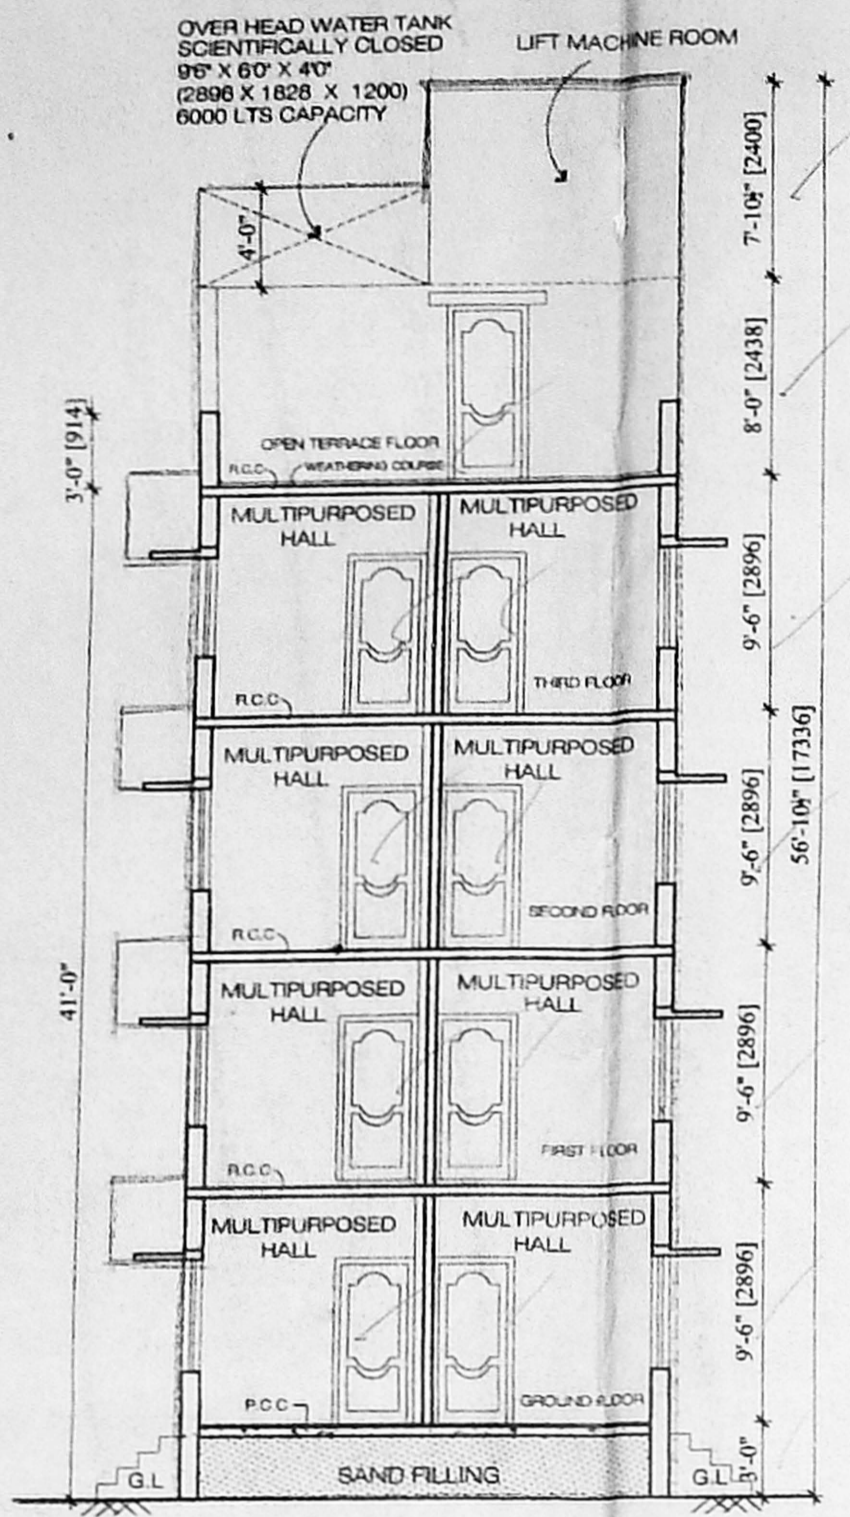 OVER HEAD WATER TANK
SCIENTIFICALLY CLOSED
9'6" X 6'0" X 4'0"
(2896 X 1828 X 1200)
6000 LTS CAPACITY
LIFT MACHINE ROOM
7'-10½" [2400]
4'-0"
8'-0" [2438]
3'-0" [914]
OPEN TERRACE FLOOR
R.C.C
WEATHERING COURSE
MULTIPURPOSED
HALL
MULTIPURPOSED
HALL
9'-6" [2896]
THIRD FLOOR
R.C.C
MULTIPURPOSED
HALL
MULTIPURPOSED
HALL
9'-6" [2896]
56'-10½" [17336]
SECOND FLOOR
R.C.C
41'-0"
MULTIPURPOSED
HALL
MULTIPURPOSED
HALL
9'-6" [2896]
FIRST FLOOR
R.C.C
MULTIPURPOSED
HALL
MULTIPURPOSED
HALL
9'-6" [2896]
GROUND FLOOR
P.C.C
G.L
SAND FILLING
G.L
3'-0"